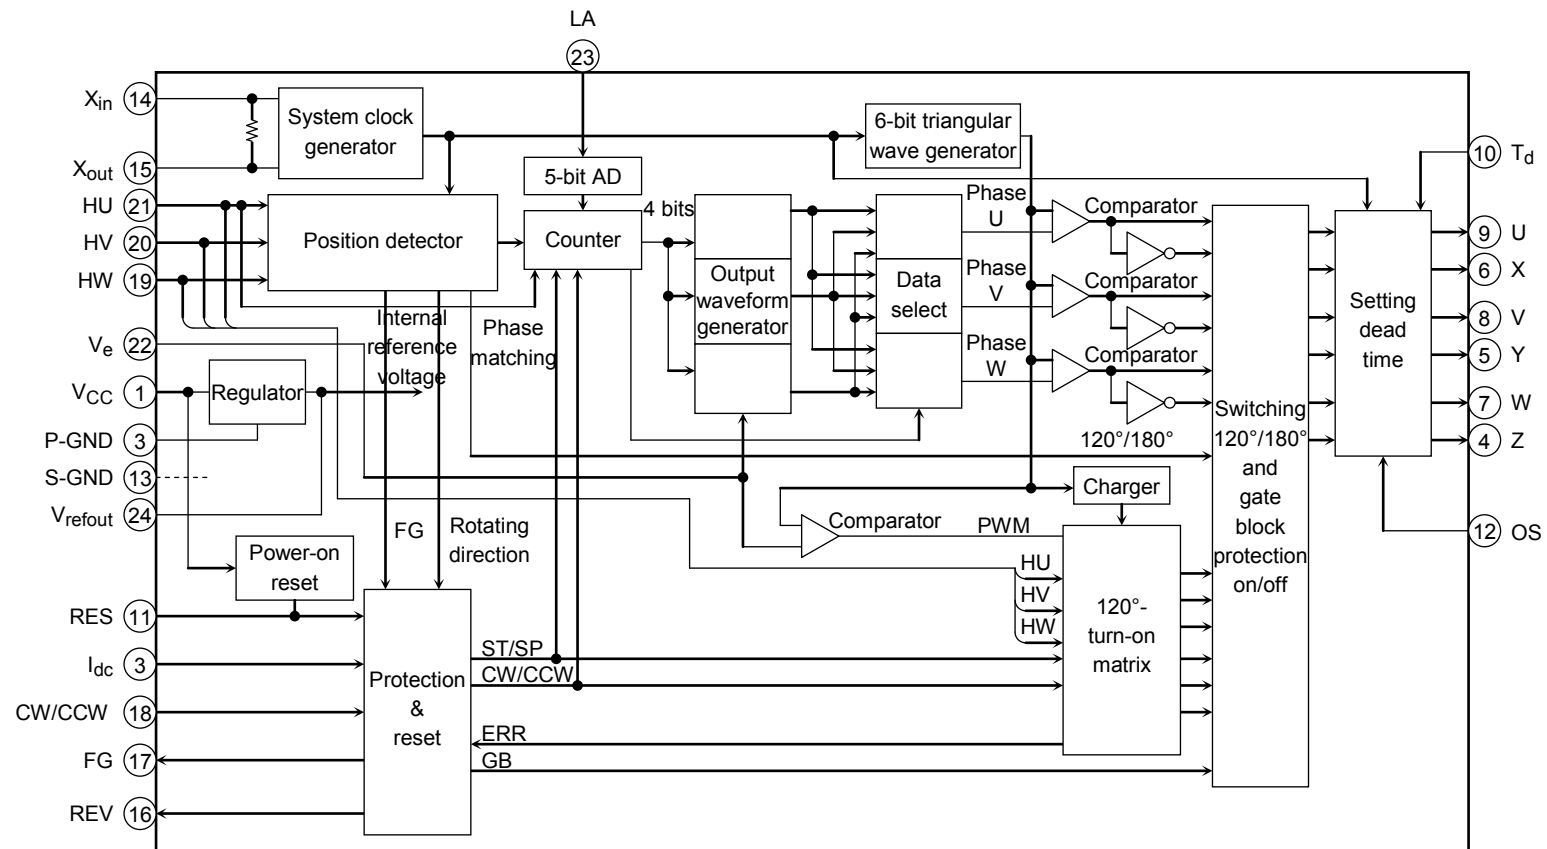 LA
23
Xin 14
System clock
generator
6-bit triangular
wave generator
Xout 15
5-bit AD
10 Td
HU 21
HV 20
HW 19
Position detector
Counter
4 bits
Output
waveform
generator
Data
select
Phase
U
Phase
V
Phase
W
Comparator
Comparator
Comparator
120°/180°
Switching
120°/180°
and
gate
block
protection
on/off
Setting
dead
time
9 U
6 X
8 V
5 Y
7 W
4 Z
12 OS
Internal
reference
voltage
Phase
matching
Ve 22
VCC 1
Regulator
P-GND 3
S-GND 13
Vrefout 24
Power-on
reset
FG
Rotating
direction
Charger
Comparator
PWM
HU
HV
HW
120°-
turn-on
matrix
RES 11
Idc 3
CW/CCW 18
FG 17
REV 16
Protection
&
reset
ST/SP
CW/CCW
ERR
GB